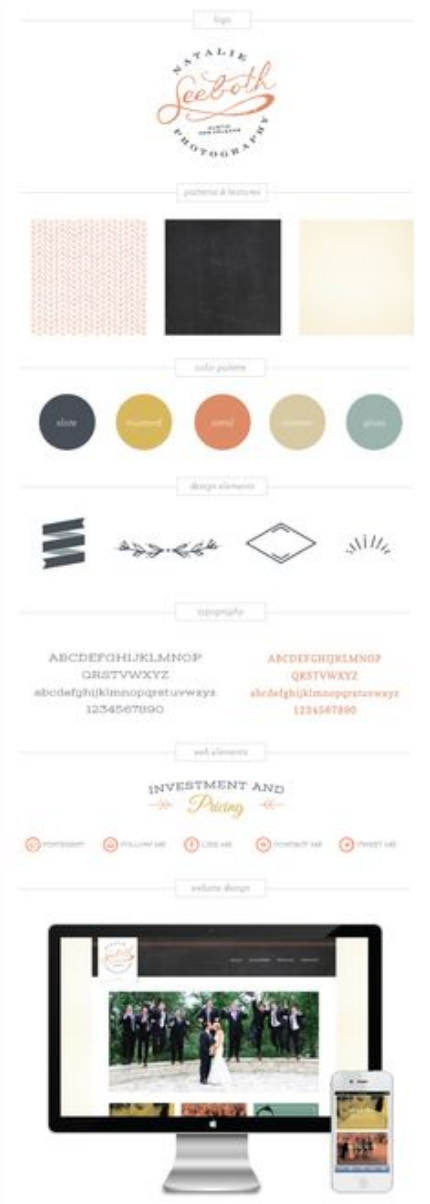 logo
NATALIE
Seeboth
PHOTOGRAPHY
patterns & textures
color palette
slate
mustard
coral
glass
design elements
typography
ABCDEFGHIJKLMNOP
QRSTVWXYZ
abcdefghijklmnopqrstuvwxyz
1234567890
ABCDEFGHIJKLMNOP
QRSTVWXYZ
abcdefghijklmnopqrstuvwxyz
1234567890
web elements
INVESTMENT AND
Pricing
PINTEREST
FOLLOW ME
LIKE ME
CONTACT ME
TWEET ME
website design